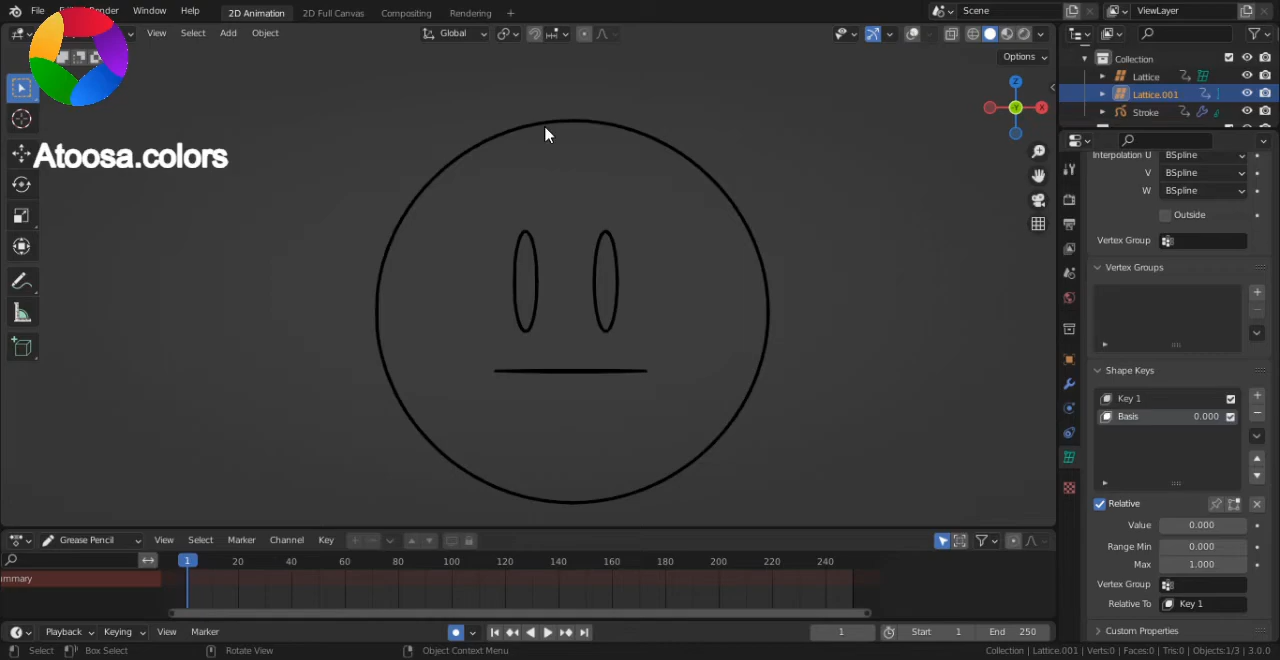 File Edit Render Window Help 2D Animation 2D Full Canvas Compositing Rendering + Scene ViewLayer
View Select Add Object Global
Options
Z
Y
X
Atoosa.colors
Collection
Lattice
Lattice.001
Stroke
Interpolation U BSpline
V BSpline
W BSpline
Outside
Vertex Group
Vertex Groups
Shape Keys
Key 1
Basis 0.000
Relative
Value 0.000
Range Min 0.000
Max 1.000
Vertex Group
Relative To Key 1
Custom Properties
Grease Pencil View Select Marker Channel Key
1 20 40 60 80 100 120 140 160 180 200 220 240
ummary
Playback Keying View Marker 1 Start 1 End 250
Select Box Select Rotate View Object Context Menu Collection | Lattice.001 | Verts:0 | Faces:0 | Tris:0 | Objects:1/3 | 3.0.0